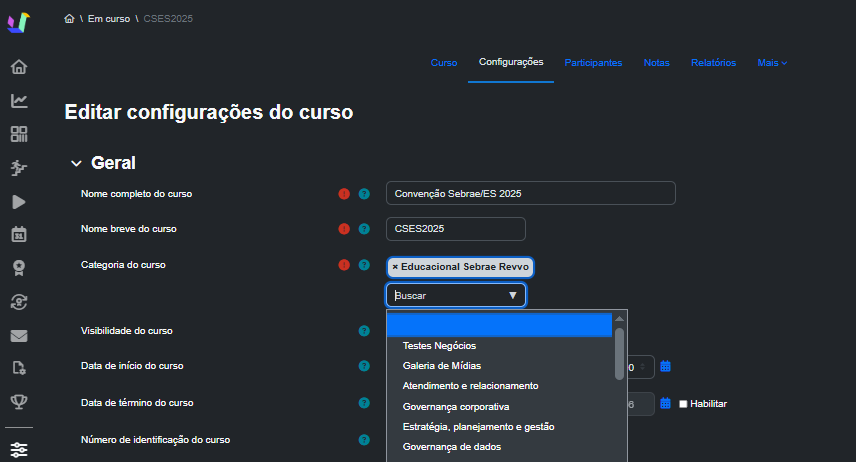 \ Em curso \ CSES2025
Curso Configurações Participantes Notas Relatórios Mais
Editar configurações do curso
Geral
Nome completo do curso ! ? Convenção Sebrae/ES 2025
Nome breve do curso ! ? CSES2025
Categoria do curso ! ? × Educacional Sebrae Revvo
Buscar ▼
Visibilidade do curso ?
Testes Negócios
Data de início do curso ? Galeria de Mídias 0
Atendimento e relacionamento
Data de término do curso ? Governança corporativa 6 Habilitar
Estratégia, planejamento e gestão
Número de identificação do curso ? Governança de dados
31